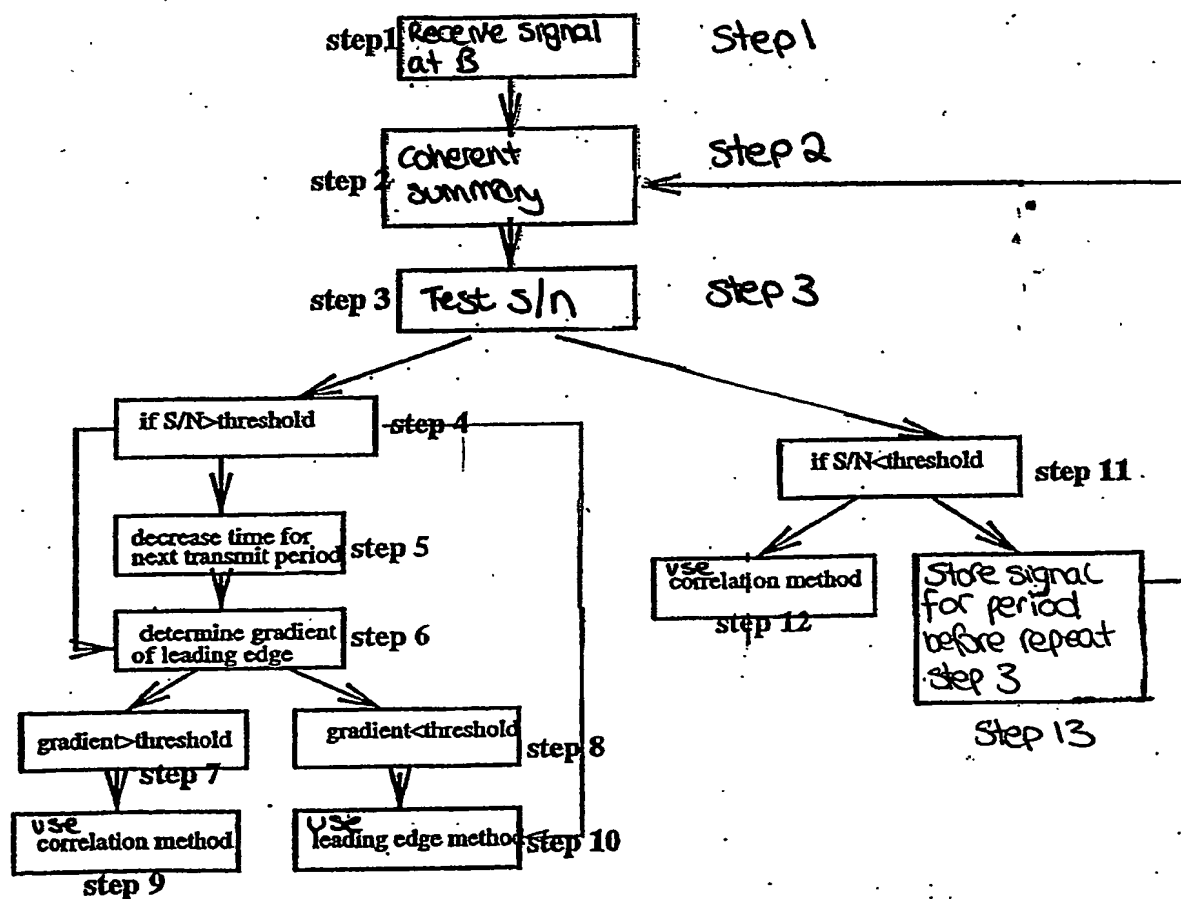 step1
Receive signal
at B
Step 1
step 2
Coherent
summary
Step 2
step 3
Test s/n
Step 3
if S/N>threshold
step 4
if S/N<threshold
step 11
decrease time for
next transmit period
step 5
use
correlation method
step 12
Store signal
for period
before repeat
step 3
Step 13
determine gradient
of leading edge
step 6
gradient>threshold
step 7
gradient<threshold
step 8
use
correlation method
step 9
use
leading edge method
step 10